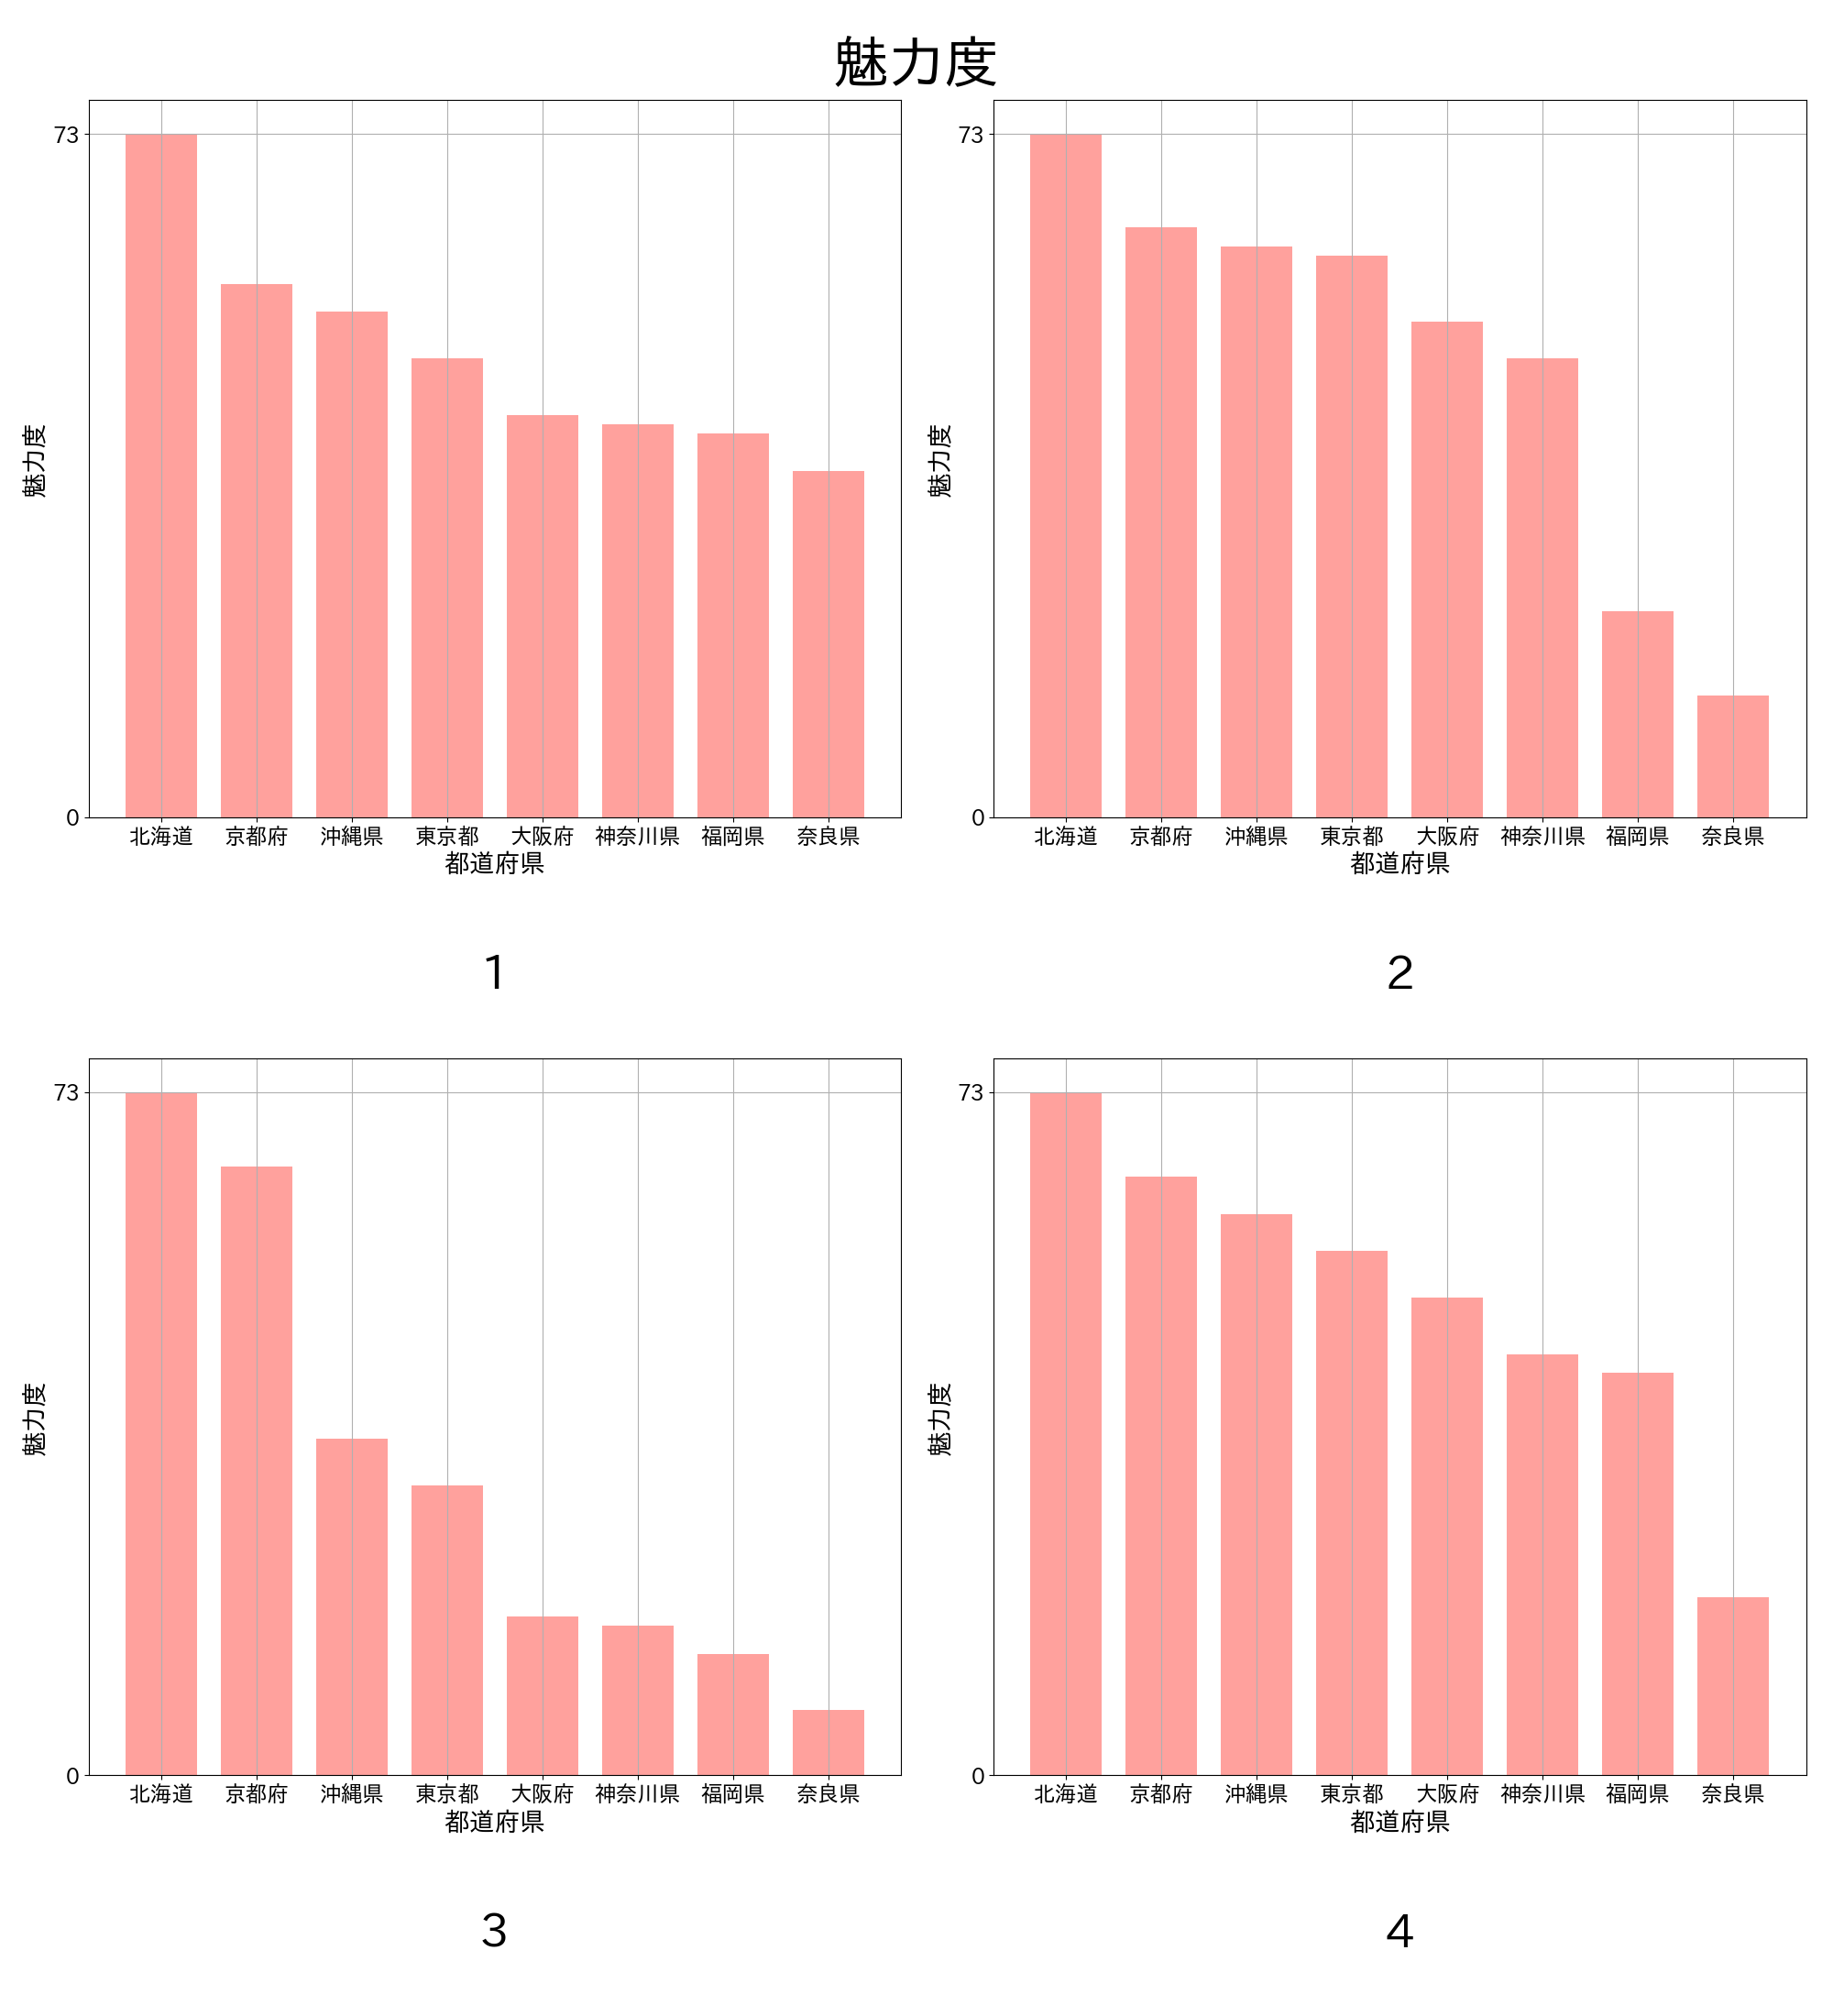 魅力度
73
0
魅力度
北海道 京都府 沖縄県 東京都 大阪府 神奈川県 福岡県 奈良県
都道府県
1
73
0
魅力度
北海道 京都府 沖縄県 東京都 大阪府 神奈川県 福岡県 奈良県
都道府県
2
73
0
魅力度
北海道 京都府 沖縄県 東京都 大阪府 神奈川県 福岡県 奈良県
都道府県
3
73
0
魅力度
北海道 京都府 沖縄県 東京都 大阪府 神奈川県 福岡県 奈良県
都道府県
4